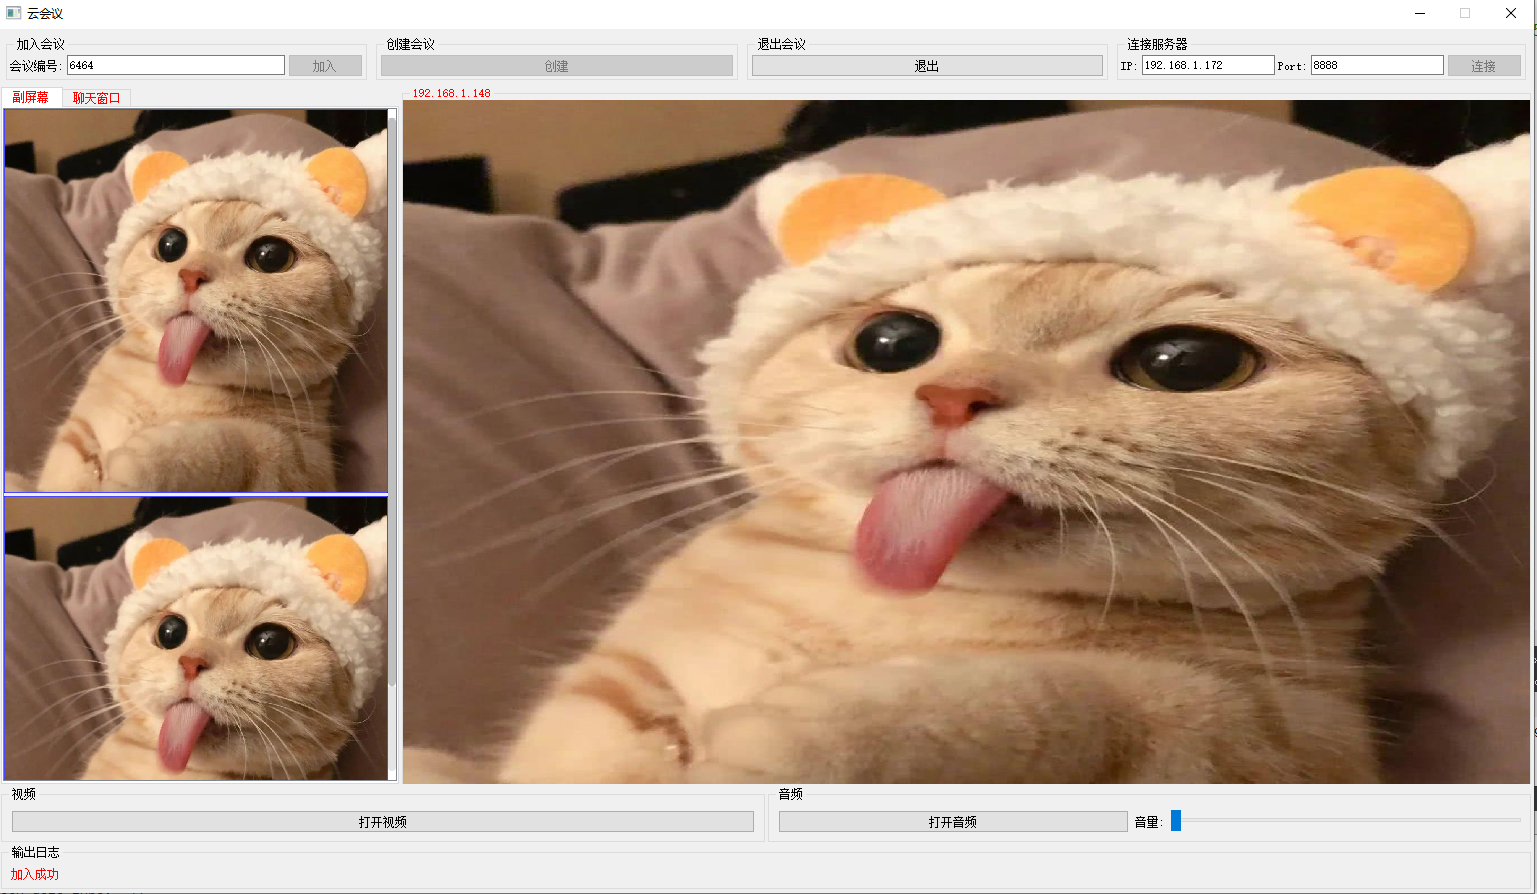 云会议
加入会议
会议编号: 6464 加入
创建会议
创建
退出会议
退出
连接服务器
IP: 192.168.1.172 Port: 8888 连接
副屏幕 聊天窗口
192.168.1.148
视频
打开视频
音频
打开音频 音量:
输出日志
加入成功